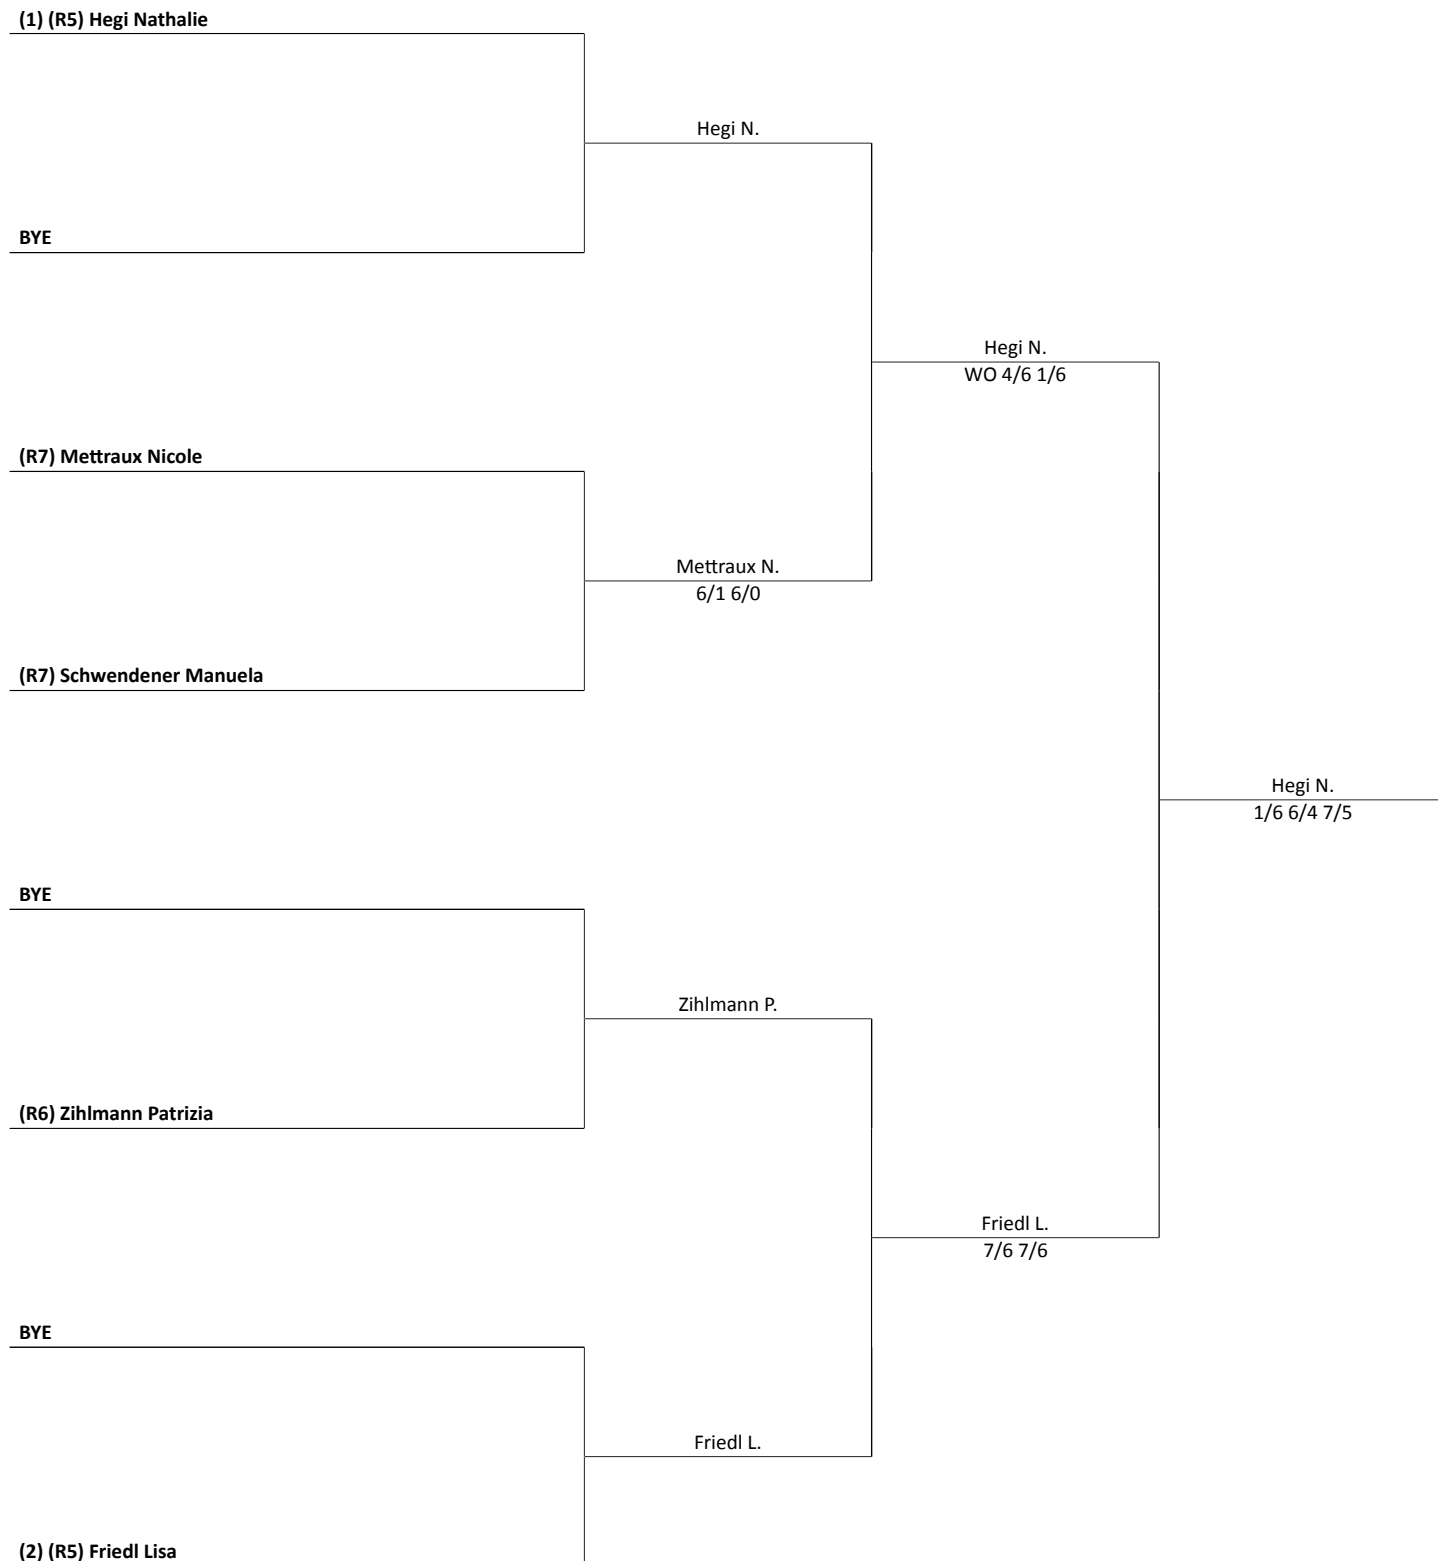 (1) (R5) Hegi Nathalie
Hegi N.
BYE
Hegi N.
WO 4/6 1/6
(R7) Mettraux Nicole
Mettraux N.
6/1 6/0
(R7) Schwendener Manuela
Hegi N.
1/6 6/4 7/5
BYE
Zihlmann P.
(R6) Zihlmann Patrizia
Friedl L.
7/6 7/6
BYE
Friedl L.
(2) (R5) Friedl Lisa